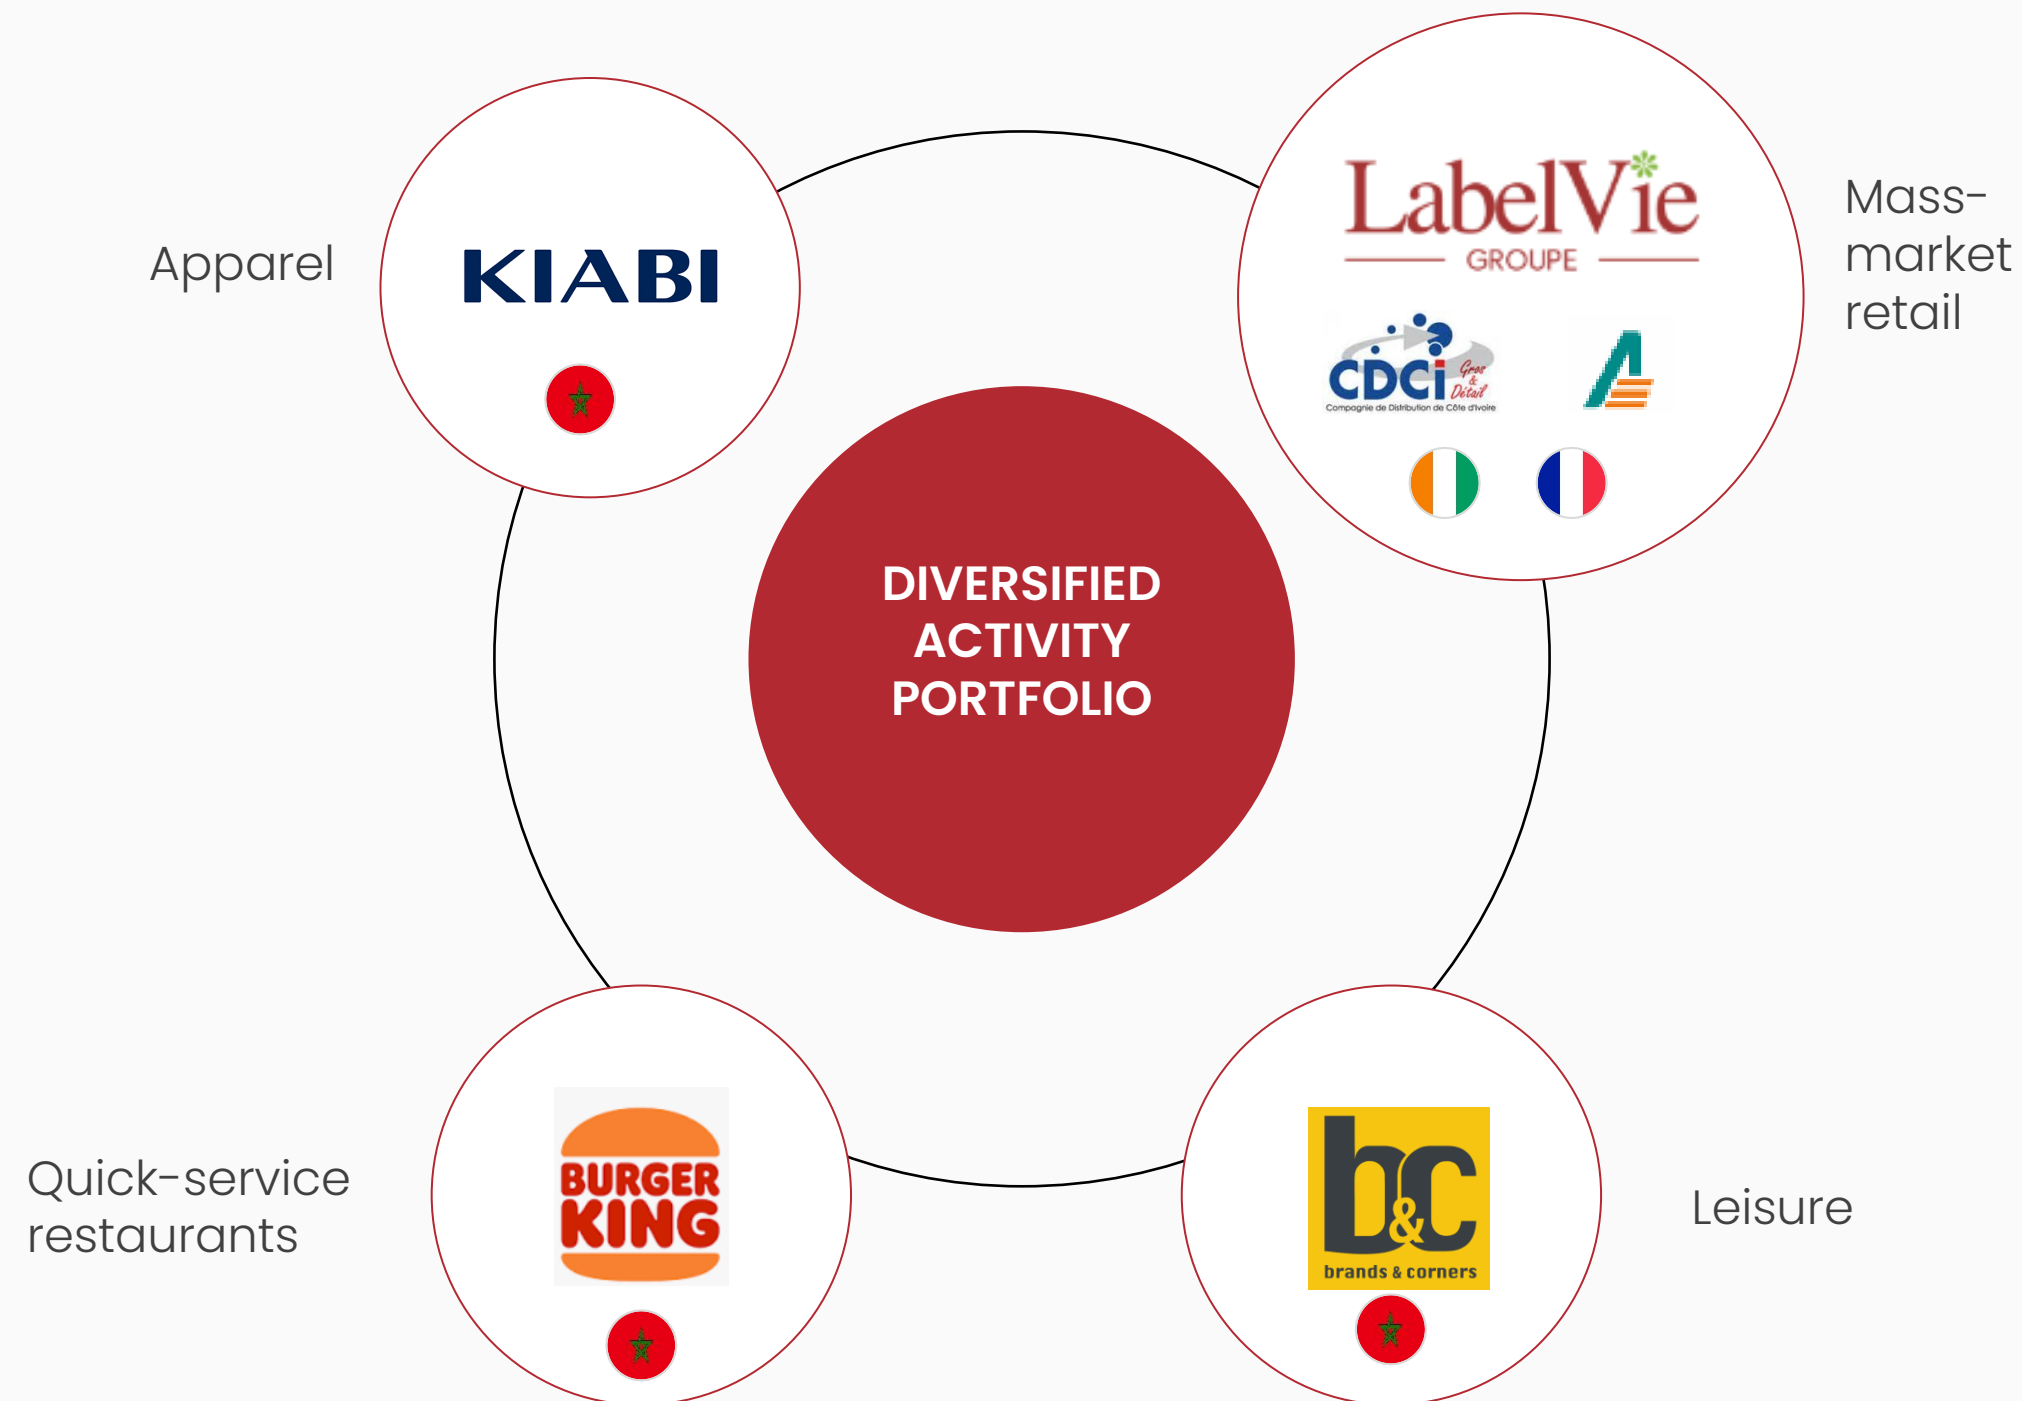 Apparel
KIABI
LabelVie
GROUPE
CDCi
Gros
&
Détail
Compagnie de Distribution de Côte d'Ivoire
Mass-
market
retail
DIVERSIFIED
ACTIVITY
PORTFOLIO
Quick-service
restaurants
BURGER
KING
b&c
brands & corners
Leisure